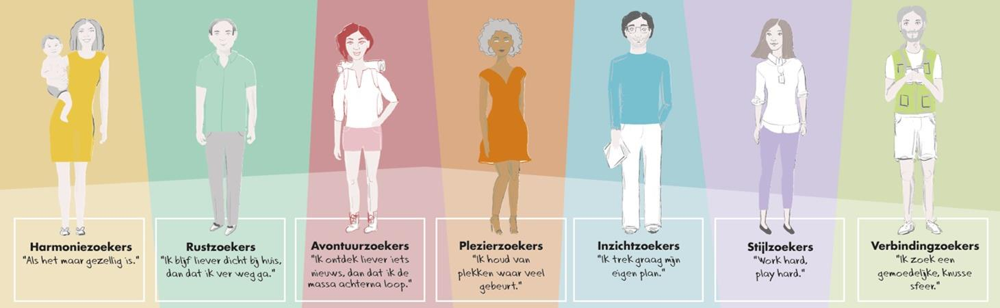 Harmoniezoekers
"Als het maar gezellig is."
Rustzoekers
"Ik blijf liever dicht bij huis,
dan dat ik ver weg ga."
Avontuurzoekers
"Ik ontdek liever iets
nieuws, dan dat ik de
massa achterna loop."
Plezierzoekers
"Ik houd van
plekken waar veel
gebeurt."
Inzichtzoekers
"Ik trek graag mijn
eigen plan."
Stijlzoekers
"Work hard,
play hard."
Verbindingzoekers
"Ik zoek een
gemoedelijke, knusse
sfeer."